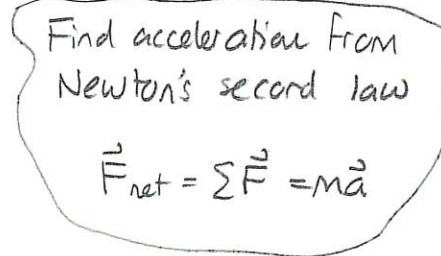 Find acceleration from
Newton's second law
F⃗net = ΣF⃗ = ma⃗